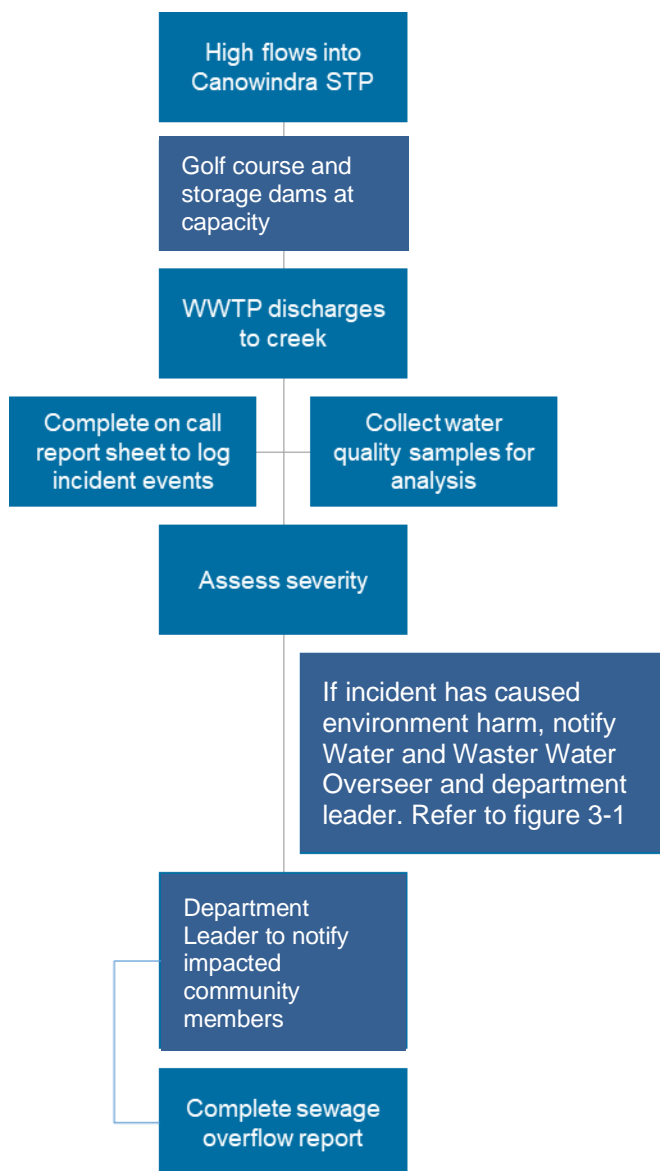 High flows into
Canowindra STP
Golf course and
storage dams at
capacity
WWTP discharges
to creek
Complete on call
report sheet to log
incident events
Collect water
quality samples for
analysis
Assess severity
If incident has caused
environment harm, notify
Water and Waster Water
Overseer and department
leader. Refer to figure 3-1
Department
Leader to notify
impacted
community
members
Complete sewage
overflow report